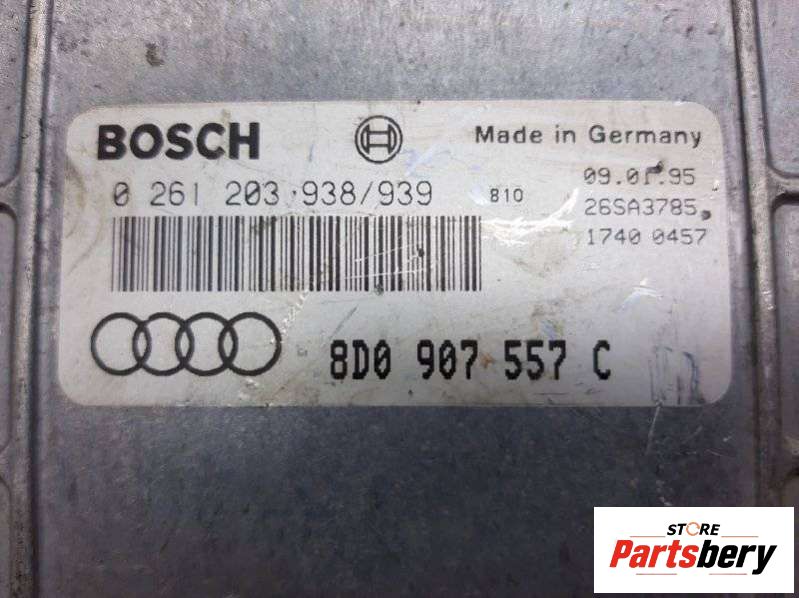 BOSCH
Made in Germany
0 261 203 938/939
810
09.01.95
26SA3785
1740 0457
8D0 907 557 C
STORE
Partsbery